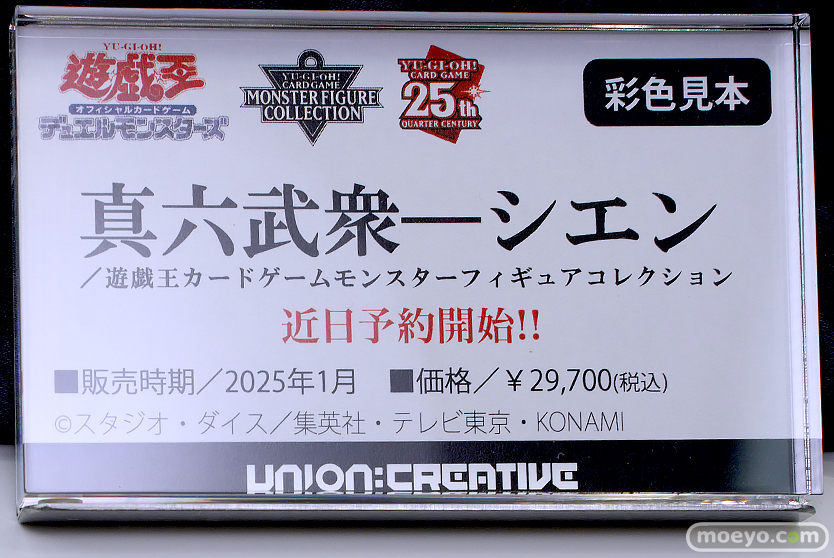 YU-GI-OH!
遊戯王
オフィシャルカードゲーム
デュエルモンスターズ
YU-GI-OH!
CARD GAME
MONSTER FIGURE
COLLECTION
YU-GI-OH!
CARD GAME
25th
QUARTER CENTURY
彩色見本
真六武衆―シエン
／遊戯王カードゲームモンスターフィギュアコレクション
近日予約開始!!
■販売時期／2025年1月 ■価格／￥29,700(税込)
©スタジオ・ダイス／集英社・テレビ東京・KONAMI
UNION:CREATIVE
moeyo.com